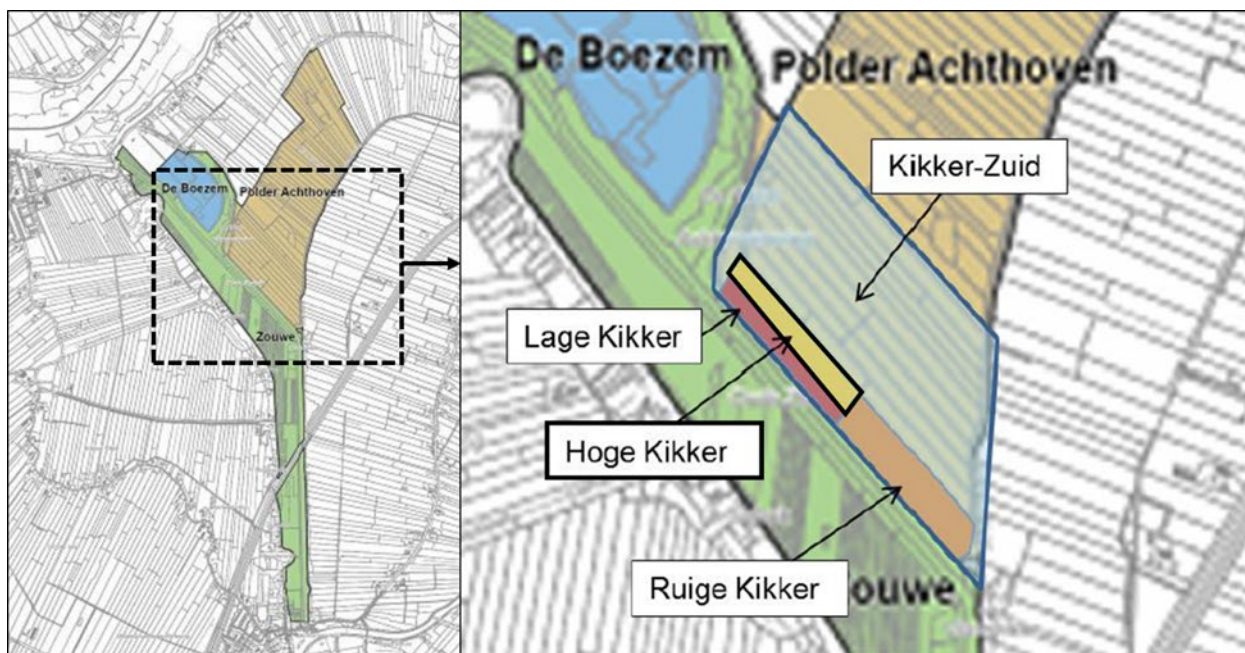 De Boezem
Polder Achthoven
Zouwe
De Boezem
Polder Achthoven
Kikker-Zuid
Lage Kikker
Hoge Kikker
Ruige Kikker
ouwe